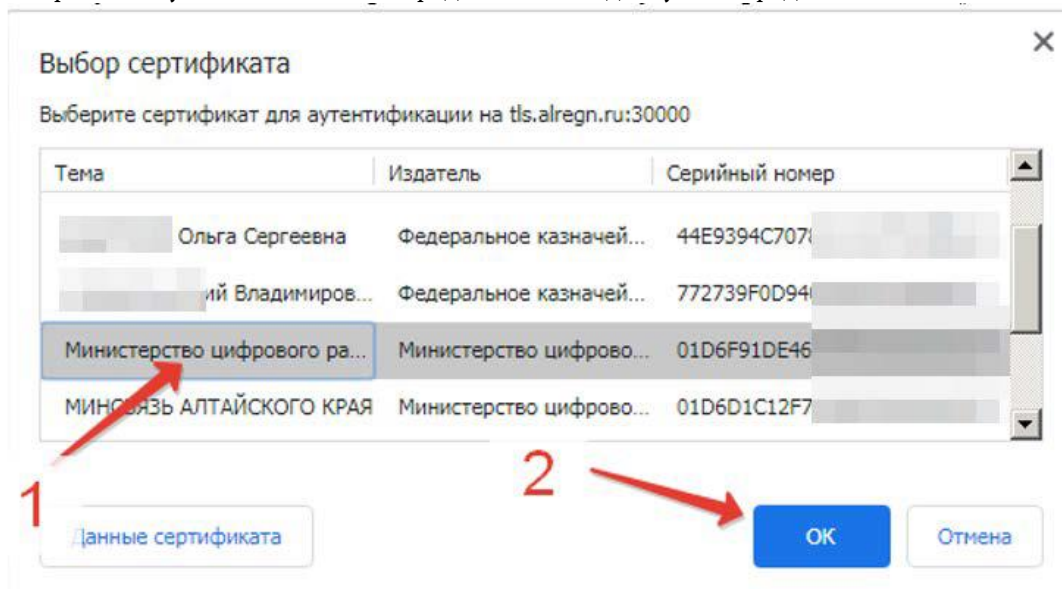 Выбор сертификата
Выберите сертификат для аутентификации на tls.alregn.ru:30000
Тема Издатель Серийный номер
Ольга Сергеевна Федеральное казначей... 44E9394C7078
ий Владимиров... Федеральное казначей... 772739F0D94
Министерство цифрового ра... Министерство цифрово... 01D6F91DE46
МИНСВЯЗЬ АЛТАЙСКОГО КРАЯ Министерство цифрово... 01D6D1C12F7
1
2
Данные сертификата ОК Отмена